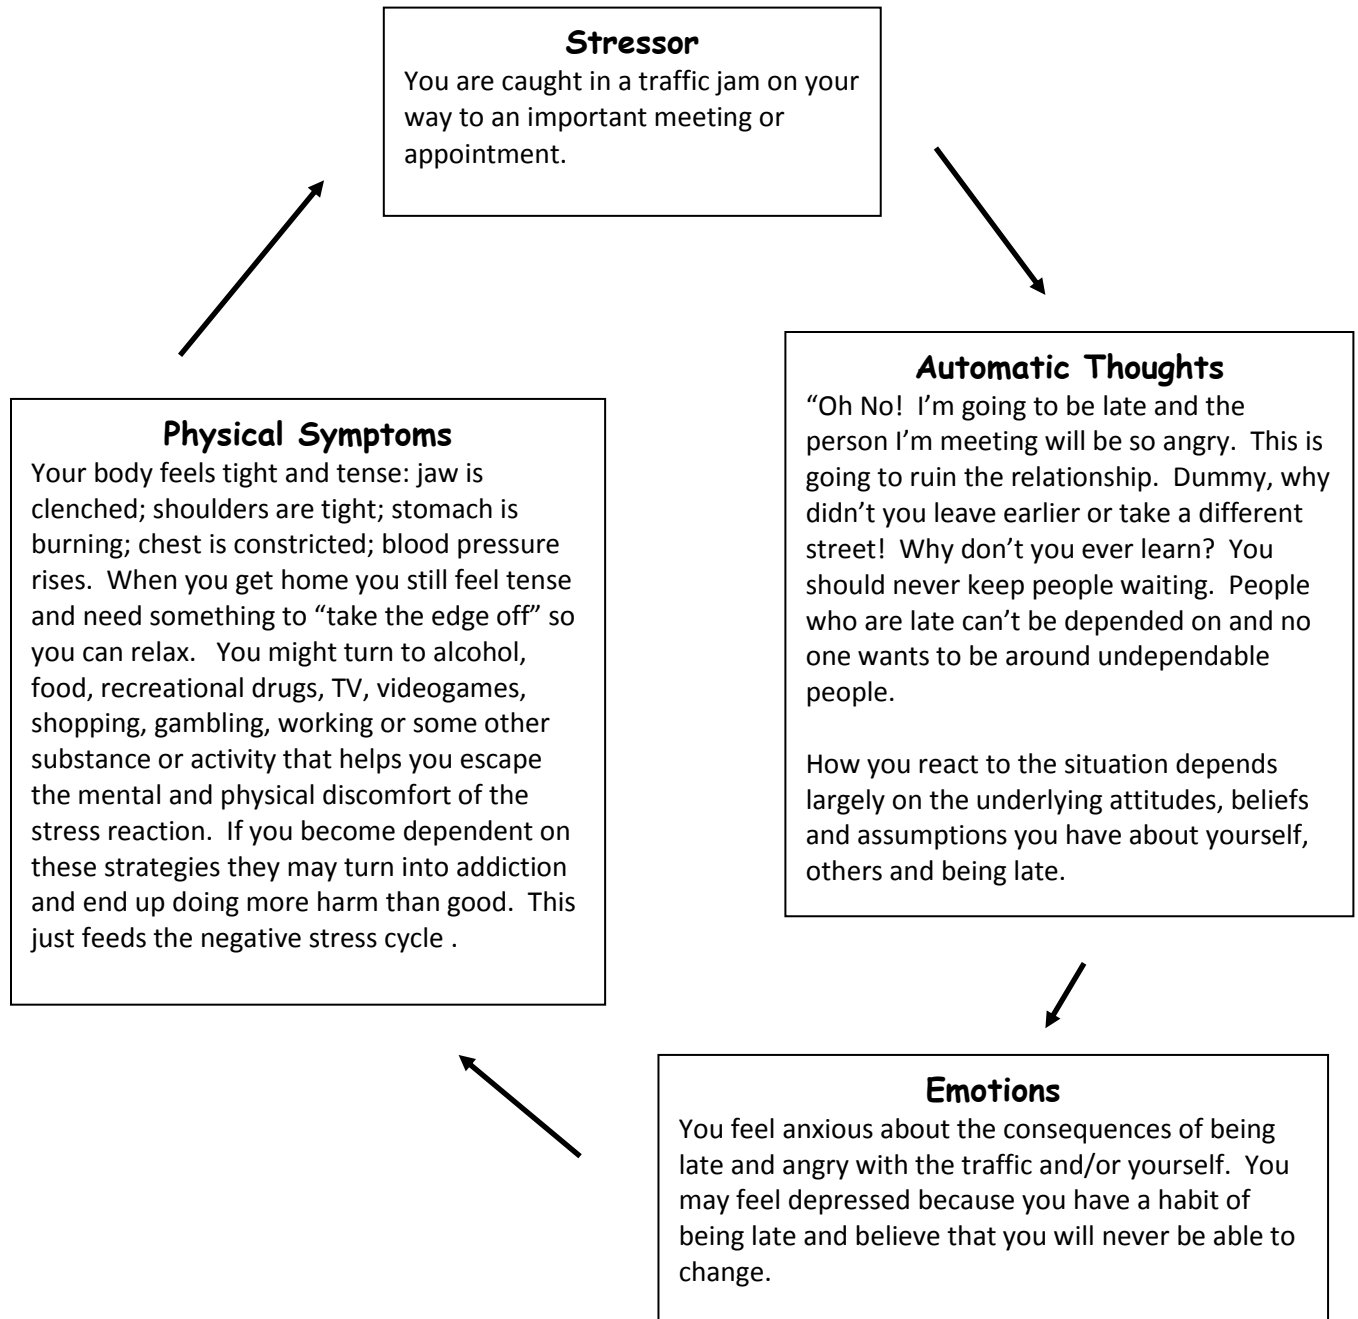 Stressor
You are caught in a traffic jam on your
way to an important meeting or
appointment.
Automatic Thoughts
“Oh No!  I’m going to be late and the
person I’m meeting will be so angry.  This is
going to ruin the relationship.  Dummy, why
didn’t you leave earlier or take a different
street!  Why don’t you ever learn?  You
should never keep people waiting.  People
who are late can’t be depended on and no
one wants to be around undependable
people.
How you react to the situation depends
largely on the underlying attitudes, beliefs
and assumptions you have about yourself,
others and being late.
Emotions
You feel anxious about the consequences of being
late and angry with the traffic and/or yourself.  You
may feel depressed because you have a habit of
being late and believe that you will never be able to
change.
Physical Symptoms
Your body feels tight and tense: jaw is
clenched; shoulders are tight; stomach is
burning; chest is constricted; blood pressure
rises.  When you get home you still feel tense
and need something to “take the edge off” so
you can relax.   You might turn to alcohol,
food, recreational drugs, TV, videogames,
shopping, gambling, working or some other
substance or activity that helps you escape
the mental and physical discomfort of the
stress reaction.  If you become dependent on
these strategies they may turn into addiction
and end up doing more harm than good.  This
just feeds the negative stress cycle .